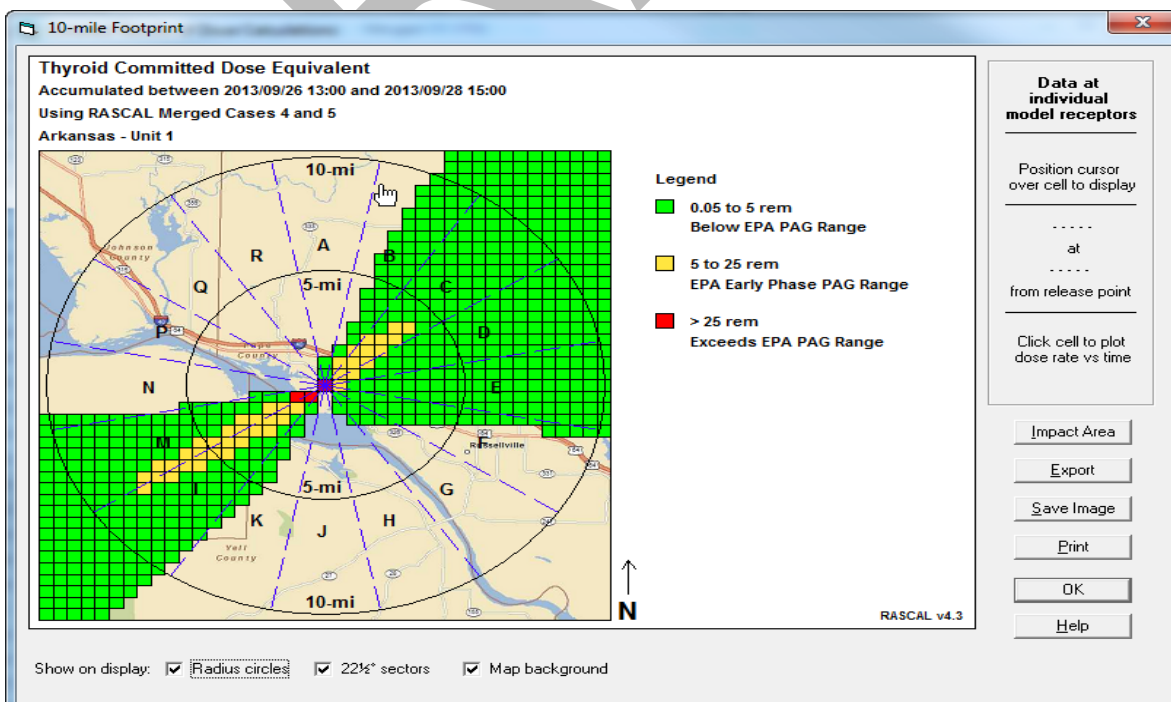 10-mile Footprint
Thyroid Committed Dose Equivalent
Accumulated between 2013/09/26 13:00 and 2013/09/28 15:00
Using RASCAL Merged Cases 4 and 5
Arkansas - Unit 1
10-mi
R
A
B
Johnson
County
Q
5-mi
C
P
D
Pope
County
N
E
M
F
Russellville
L
5-mi
G
K
J
H
Yell
County
10-mi
N
Legend
0.05 to 5 rem
Below EPA PAG Range
5 to 25 rem
EPA Early Phase PAG Range
> 25 rem
Exceeds EPA PAG Range
RASCAL v4.3
Data at
individual
model receptors
Position cursor
over cell to display
- - - - -
at
- - - - -
from release point
Click cell to plot
dose rate vs time
Impact Area
Export
Save Image
Print
OK
Help
Show on display: Radius circles 22½° sectors Map background